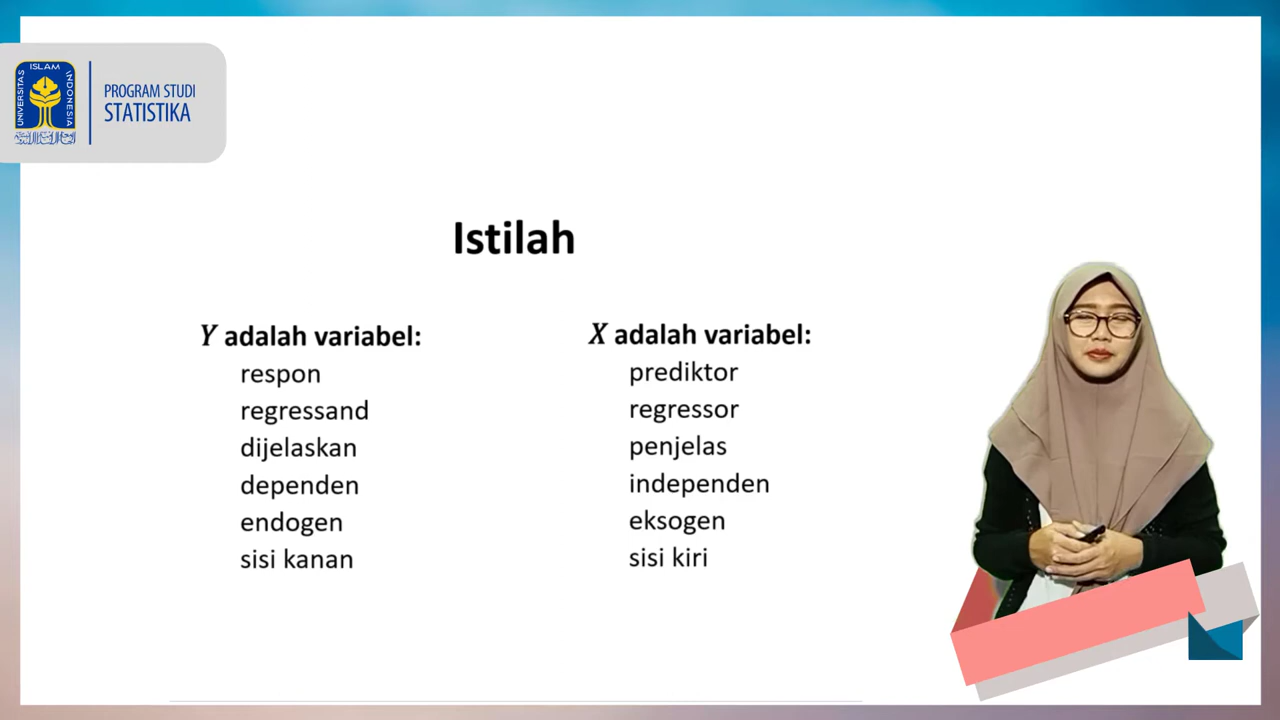 UNIVERSITAS ISLAM INDONESIA
PROGRAM STUDI
STATISTIKA
Istilah
Y adalah variabel:
respon
regressand
dijelaskan
dependen
endogen
sisi kanan
X adalah variabel:
prediktor
regressor
penjelas
independen
eksogen
sisi kiri